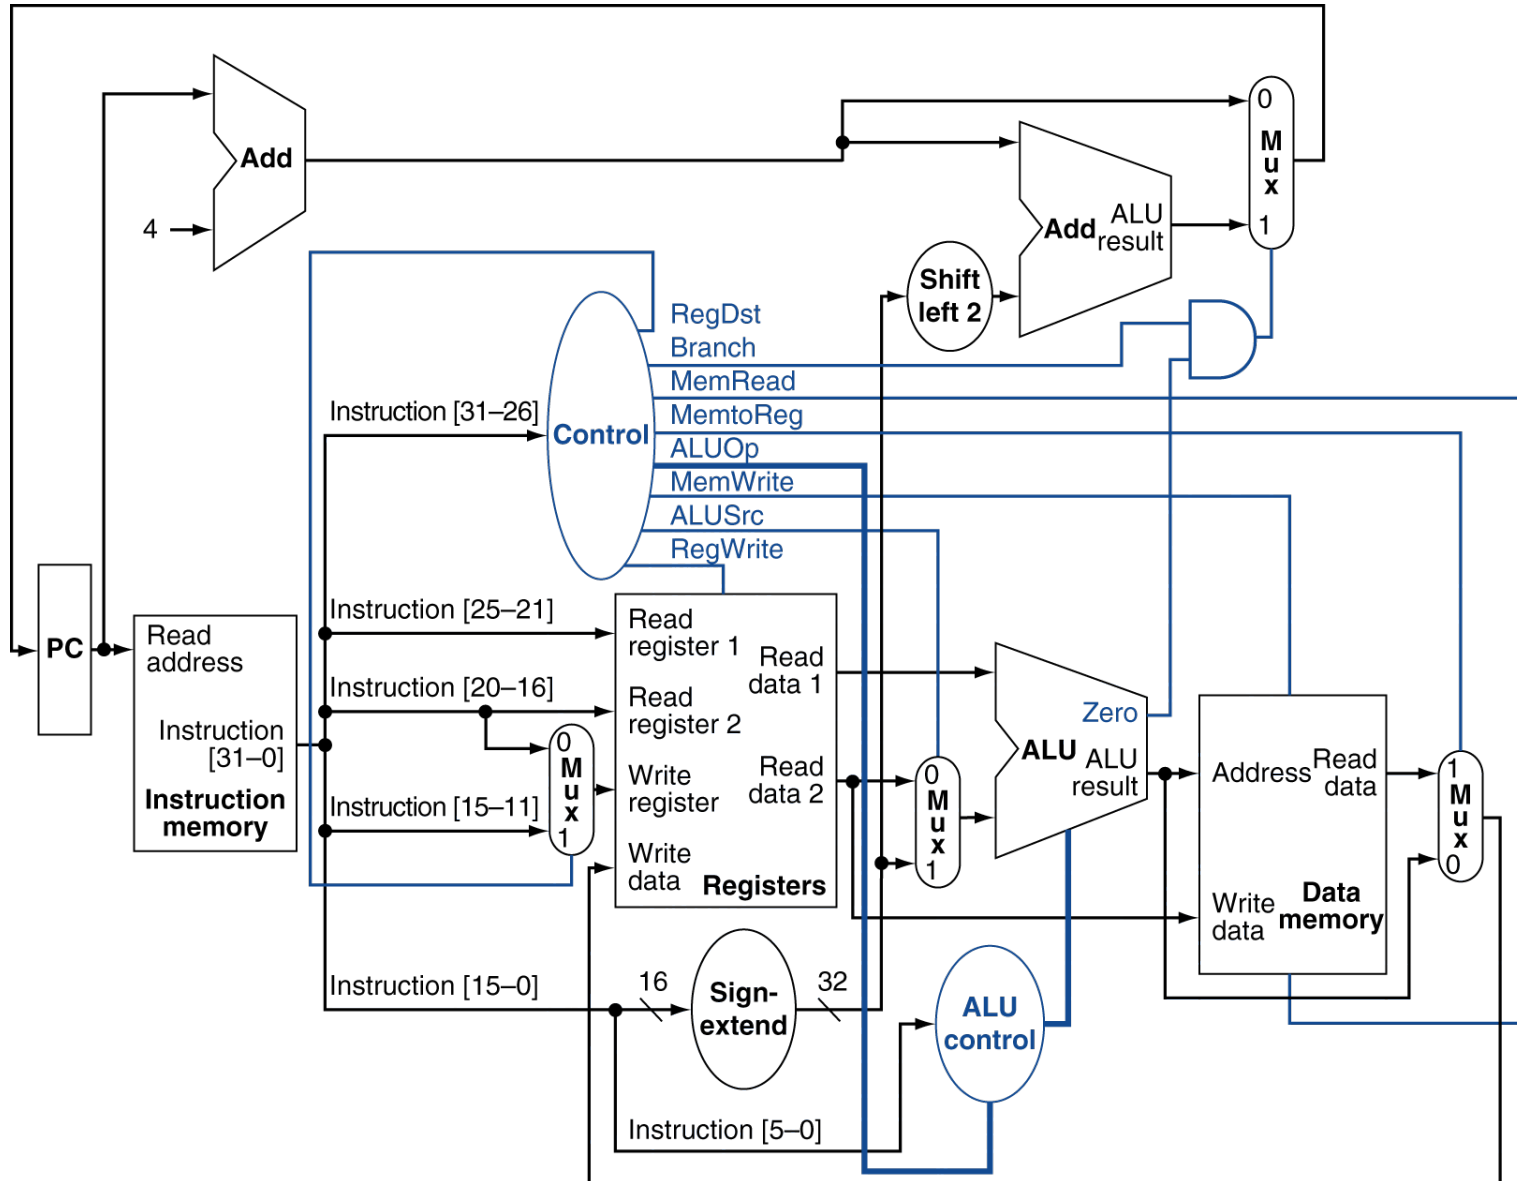 0
M
u
x
1
Add
4
Add
ALU
result
Shift
left 2
RegDst
Branch
MemRead
MemtoReg
ALUOp
MemWrite
ALUSrc
RegWrite
Instruction [31–26]
Control
PC
Read
address
Instruction
[31–0]
Instruction
memory
Instruction [25–21]
Instruction [20–16]
Instruction [15–11]
0
M
u
x
1
Read
register 1
Read
register 2
Write
register
Write
data
Read
data 1
Read
data 2
Registers
0
M
u
x
1
Zero
ALU
ALU
result
Address
Read
data
Write
data
Data
memory
1
M
u
x
0
Instruction [15–0]
16
Sign-
extend
32
ALU
control
Instruction [5–0]